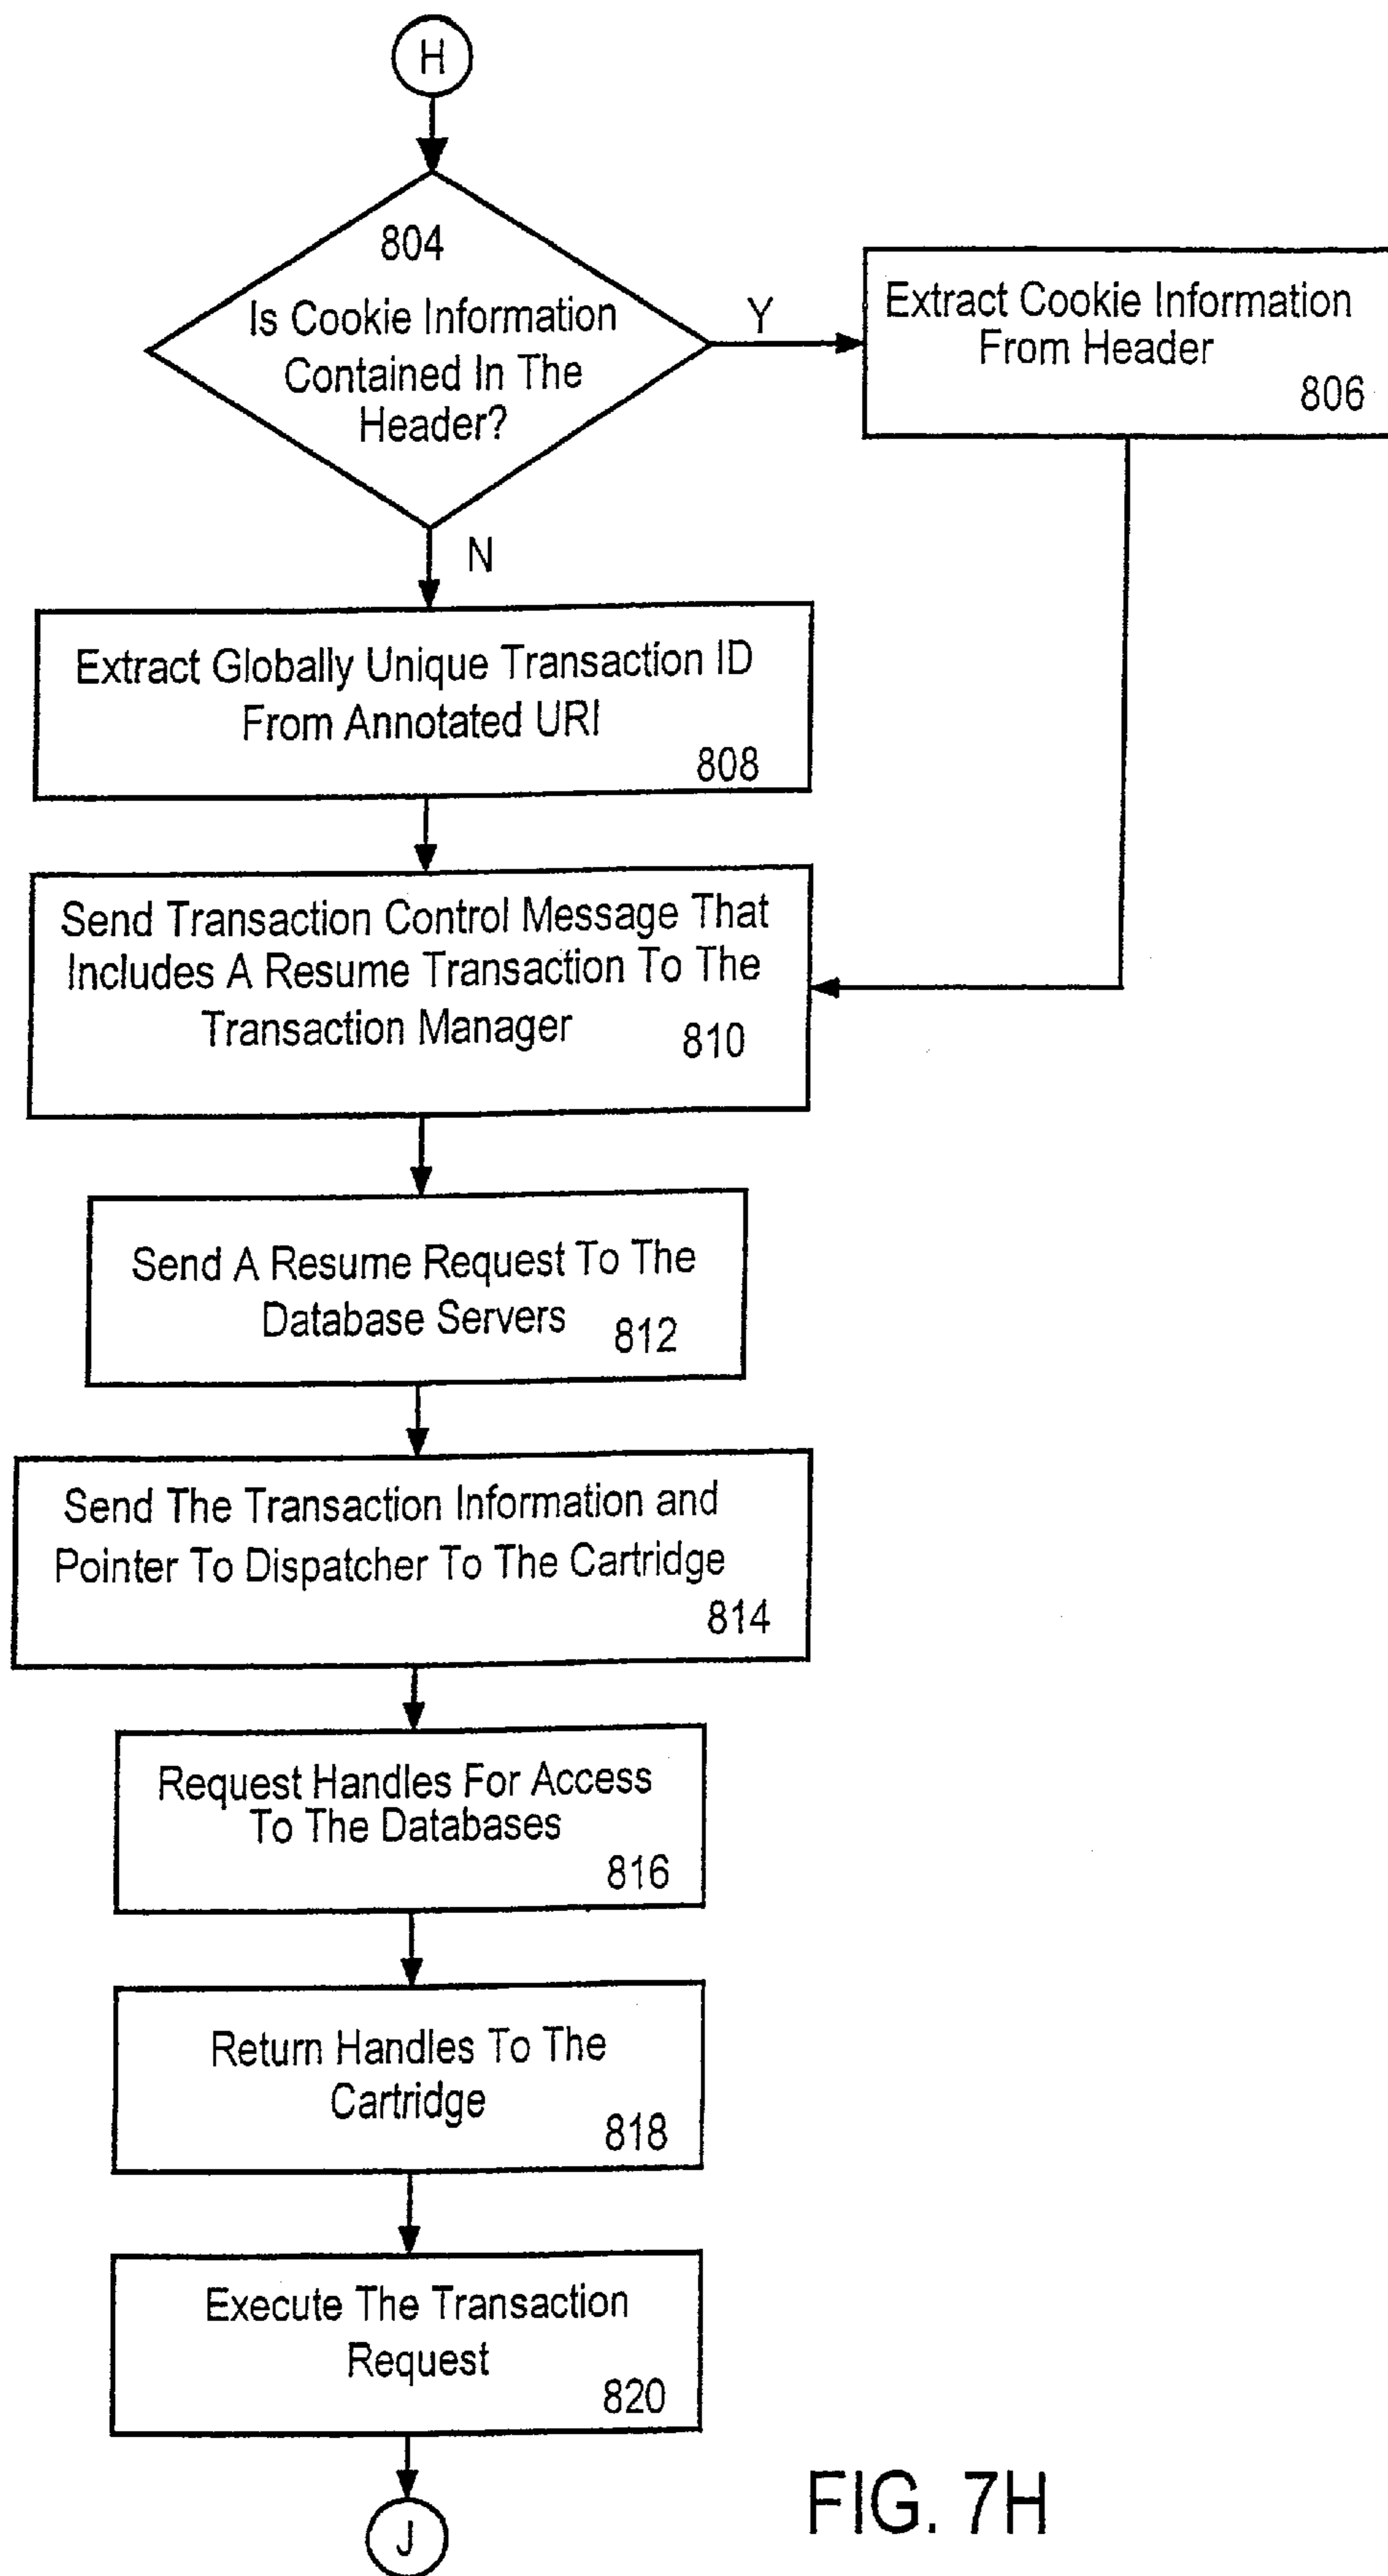 H
804
Is Cookie Information
Contained In The
Header?
Y
Extract Cookie Information
From Header
806
N
Extract Globally Unique Transaction ID
From Annotated URI
808
Send Transaction Control Message That
Includes A Resume Transaction To The
Transaction Manager
810
Send A Resume Request To The
Database Servers
812
Send The Transaction Information and
Pointer To Dispatcher To The Cartridge
814
Request Handles For Access
To The Databases
816
Return Handles To The
Cartridge
818
Execute The Transaction
Request
820
J
FIG. 7H